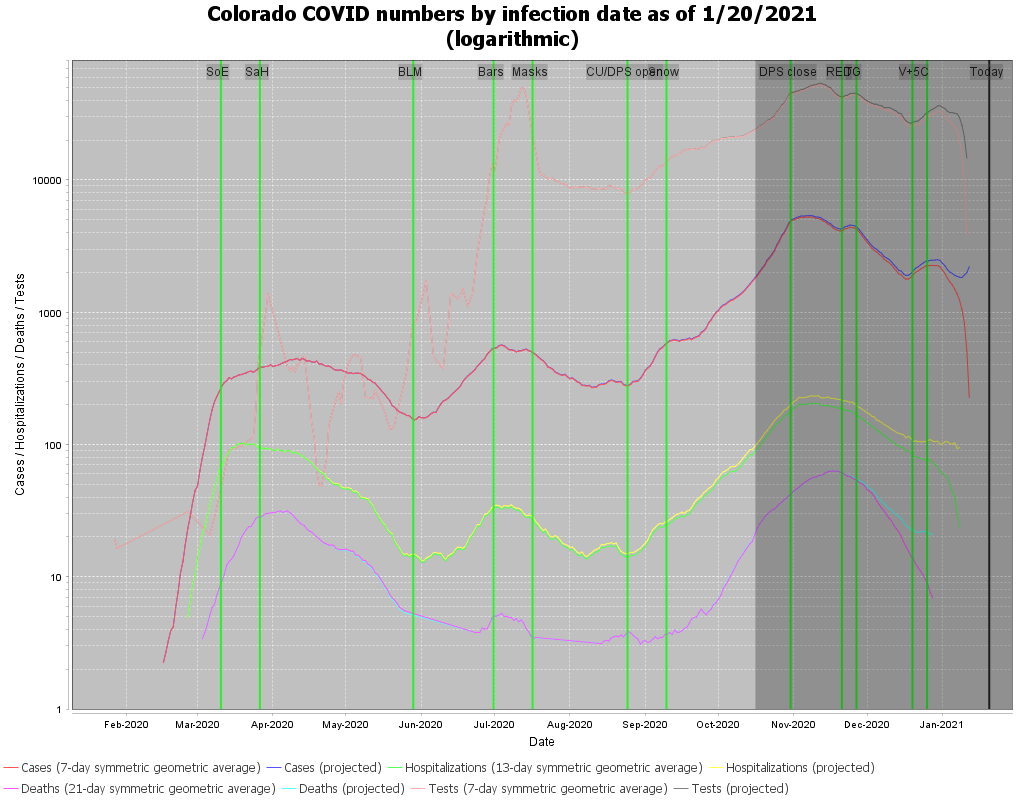 Colorado COVID numbers by infection date as of 1/20/2021
(logarithmic)
SoE SaH BLM Bars Masks CU/DPS open Snow DPS close RED TG V+5C Today
10000
1000
100
10
1
Cases / Hospitalizations / Deaths / Tests
Feb-2020 Mar-2020 Apr-2020 May-2020 Jun-2020 Jul-2020 Aug-2020 Sep-2020 Oct-2020 Nov-2020 Dec-2020 Jan-2021
Date
Cases (7-day symmetric geometric average) Cases (projected) Hospitalizations (13-day symmetric geometric average) Hospitalizations (projected)
Deaths (21-day symmetric geometric average) Deaths (projected) Tests (7-day symmetric geometric average) Tests (projected)